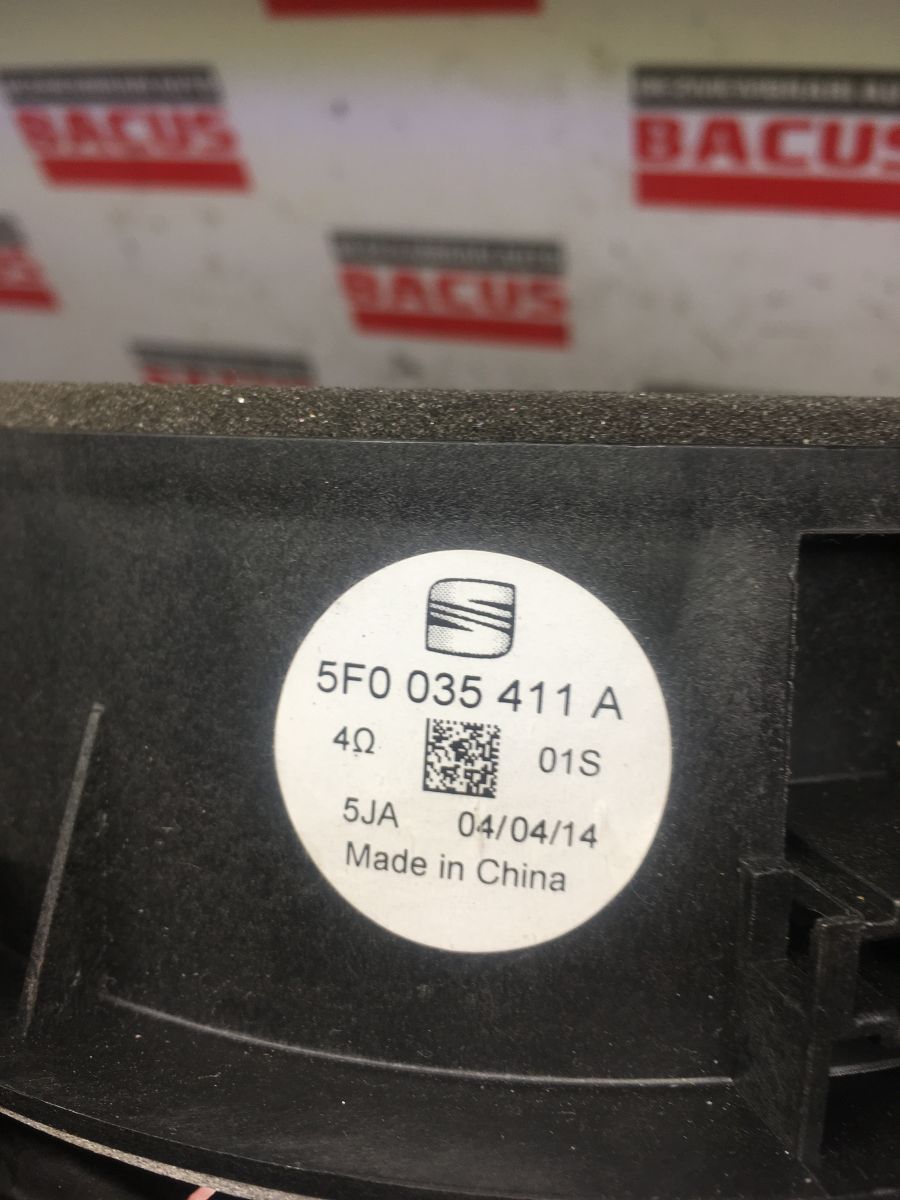 BACUS
BACUS
BACUS
5F0 035 411 A
4Ω
01S
5JA 04/04/14
Made in China